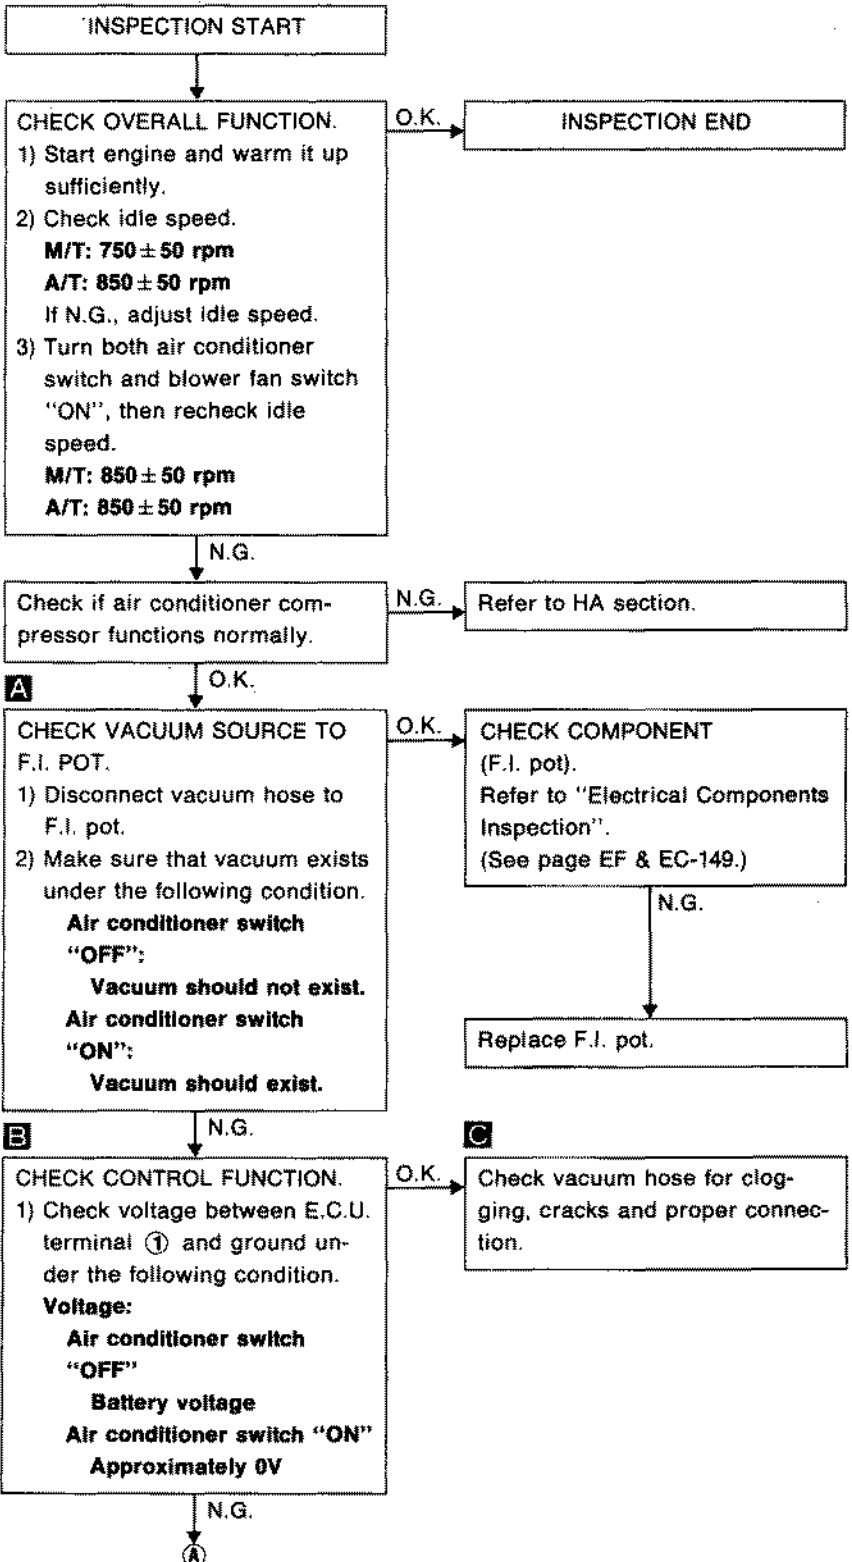 INSPECTION START
CHECK OVERALL FUNCTION.
1) Start engine and warm it up
sufficiently.
2) Check idle speed.
M/T: 750 ± 50 rpm
A/T: 850 ± 50 rpm
If N.G., adjust idle speed.
3) Turn both air conditioner
switch and blower fan switch
“ON”, then recheck idle
speed.
M/T: 850 ± 50 rpm
A/T: 850 ± 50 rpm
O.K.
INSPECTION END
N.G.
Check if air conditioner com-
pressor functions normally.
N.G.
Refer to HA section.
O.K.
A
CHECK VACUUM SOURCE TO
F.I. POT.
1) Disconnect vacuum hose to
F.I. pot.
2) Make sure that vacuum exists
under the following condition.
Air conditioner switch
“OFF”:
Vacuum should not exist.
Air conditioner switch
“ON”:
Vacuum should exist.
O.K.
CHECK COMPONENT
(F.I. pot).
Refer to “Electrical Components
Inspection”.
(See page EF & EC-149.)
N.G.
Replace F.I. pot.
N.G.
B
CHECK CONTROL FUNCTION.
1) Check voltage between E.C.U.
terminal ① and ground un-
der the following condition.
Voltage:
Air conditioner switch
“OFF”
Battery voltage
Air conditioner switch “ON”
Approximately 0V
O.K.
C
Check vacuum hose for clog-
ging, cracks and proper connec-
tion.
N.G.
Ⓐ